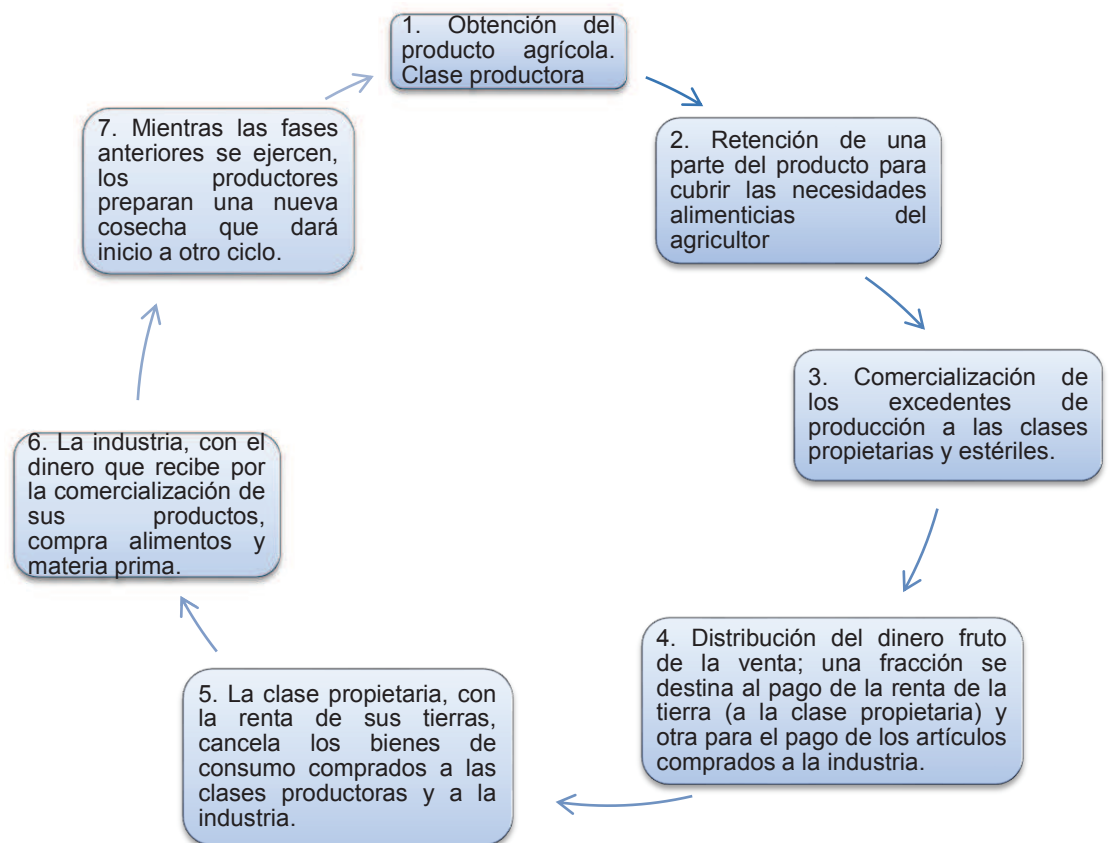 1. Obtención del
producto agrícola.
Clase productora
2. Retención de una
parte del producto para
cubrir las necesidades
alimenticias del
agricultor
3. Comercialización de
los excedentes de
producción a las clases
propietarias y estériles.
4. Distribución del dinero fruto
de la venta; una fracción se
destina al pago de la renta de la
tierra (a la clase propietaria) y
otra para el pago de los artículos
comprados a la industria.
5. La clase propietaria, con
la renta de sus tierras,
cancela los bienes de
consumo comprados a las
clases productoras y a la
industria.
6. La industria, con el
dinero que recibe por
la comercialización de
sus productos,
compra alimentos y
materia prima.
7. Mientras las fases
anteriores se ejercen,
los productores
preparan una nueva
cosecha que dará
inicio a otro ciclo.